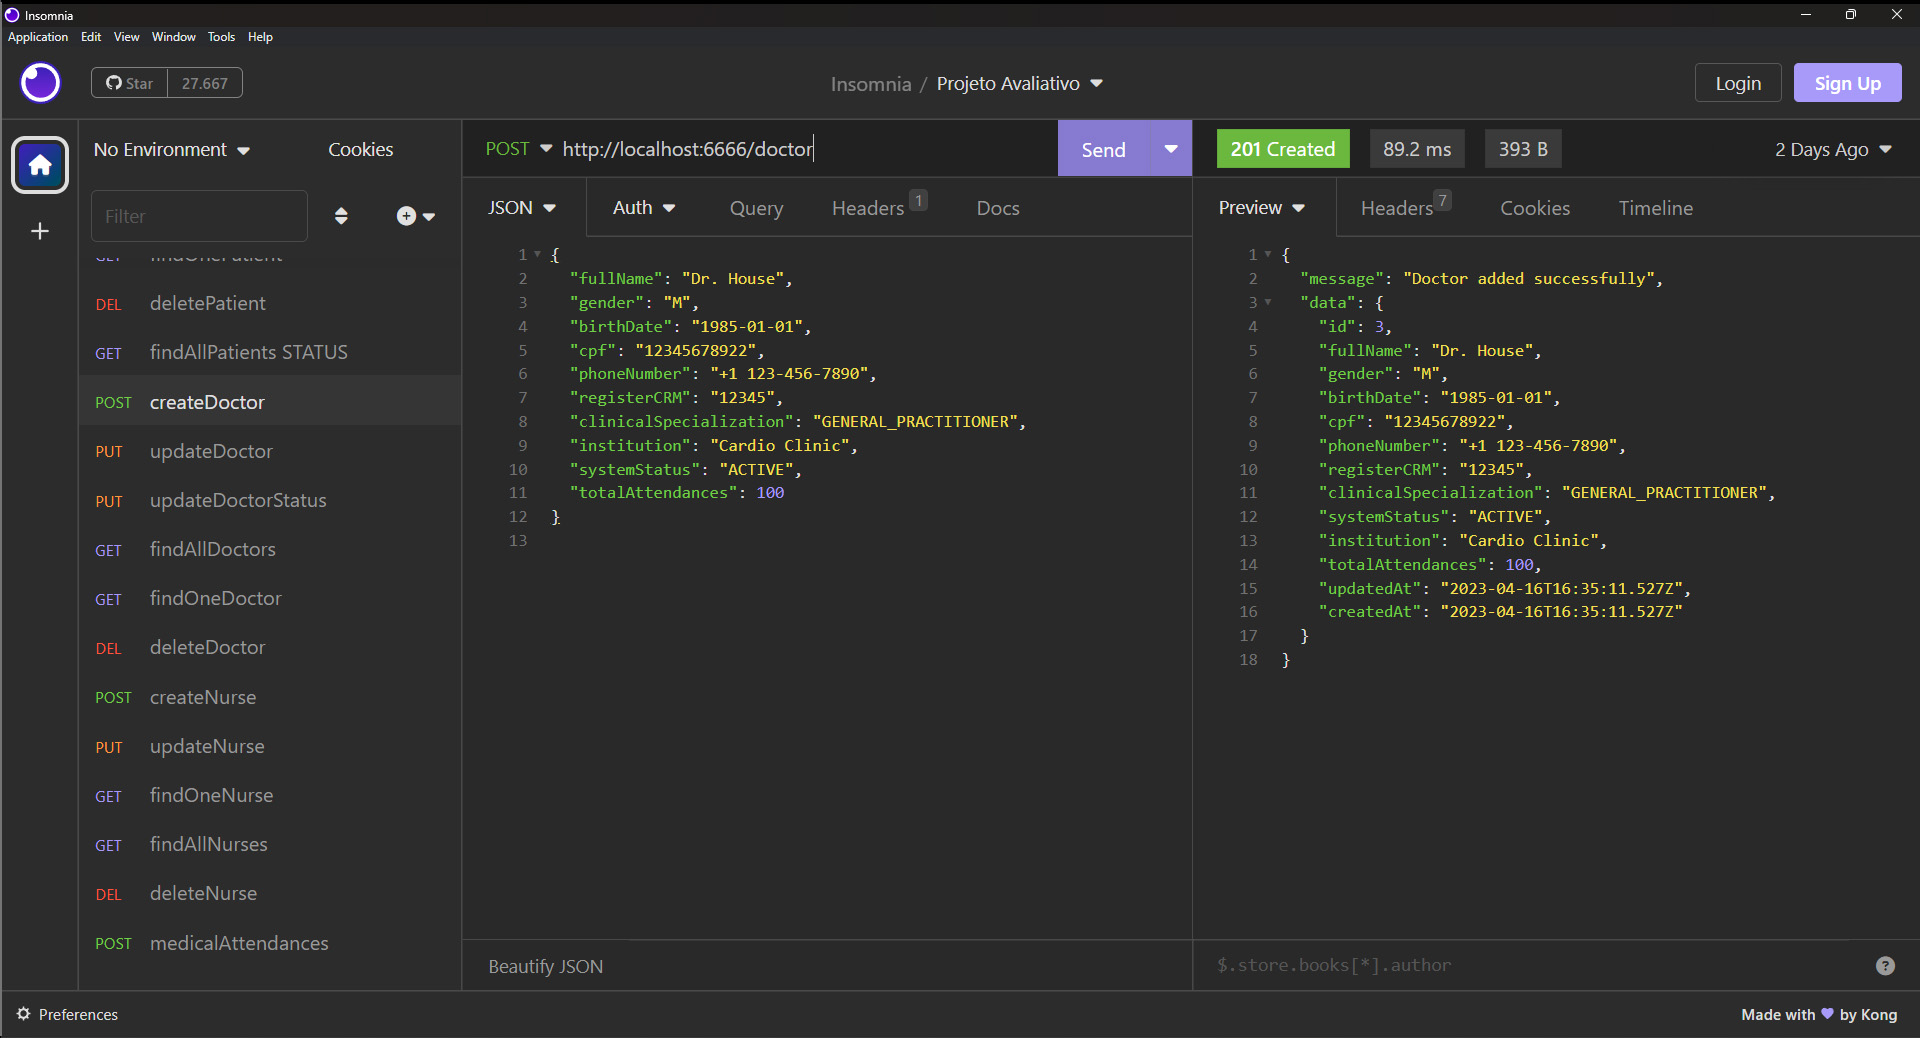 Insomnia
Application Edit View Window Tools Help
Star 27.667
Insomnia / Projeto Avaliativo
Login
Sign Up
No Environment
Cookies
Filter
GET findOnePatient
DEL deletePatient
GET findAllPatients STATUS
POST createDoctor
PUT updateDoctor
PUT updateDoctorStatus
GET findAllDoctors
GET findOneDoctor
DEL deleteDoctor
POST createNurse
PUT updateNurse
GET findOneNurse
GET findAllNurses
DEL deleteNurse
POST medicalAttendances
POST http://localhost:6666/doctor
Send
JSON Auth Query Headers 1 Docs
1 {
2 "fullName": "Dr. House",
3 "gender": "M",
4 "birthDate": "1985-01-01",
5 "cpf": "12345678922",
6 "phoneNumber": "+1 123-456-7890",
7 "registerCRM": "12345",
8 "clinicalSpecialization": "GENERAL_PRACTITIONER",
9 "institution": "Cardio Clinic",
10 "systemStatus": "ACTIVE",
11 "totalAttendances": 100
12 }
13
Beautify JSON
201 Created 89.2 ms 393 B 2 Days Ago
Preview Headers 7 Cookies Timeline
1 {
2 "message": "Doctor added successfully",
3 "data": {
4 "id": 3,
5 "fullName": "Dr. House",
6 "gender": "M",
7 "birthDate": "1985-01-01",
8 "cpf": "12345678922",
9 "phoneNumber": "+1 123-456-7890",
10 "registerCRM": "12345",
11 "clinicalSpecialization": "GENERAL_PRACTITIONER",
12 "systemStatus": "ACTIVE",
13 "institution": "Cardio Clinic",
14 "totalAttendances": 100,
15 "updatedAt": "2023-04-16T16:35:11.527Z",
16 "createdAt": "2023-04-16T16:35:11.527Z"
17 }
18 }
$.store.books[*].author
?
Preferences
Made with 💜 by Kong